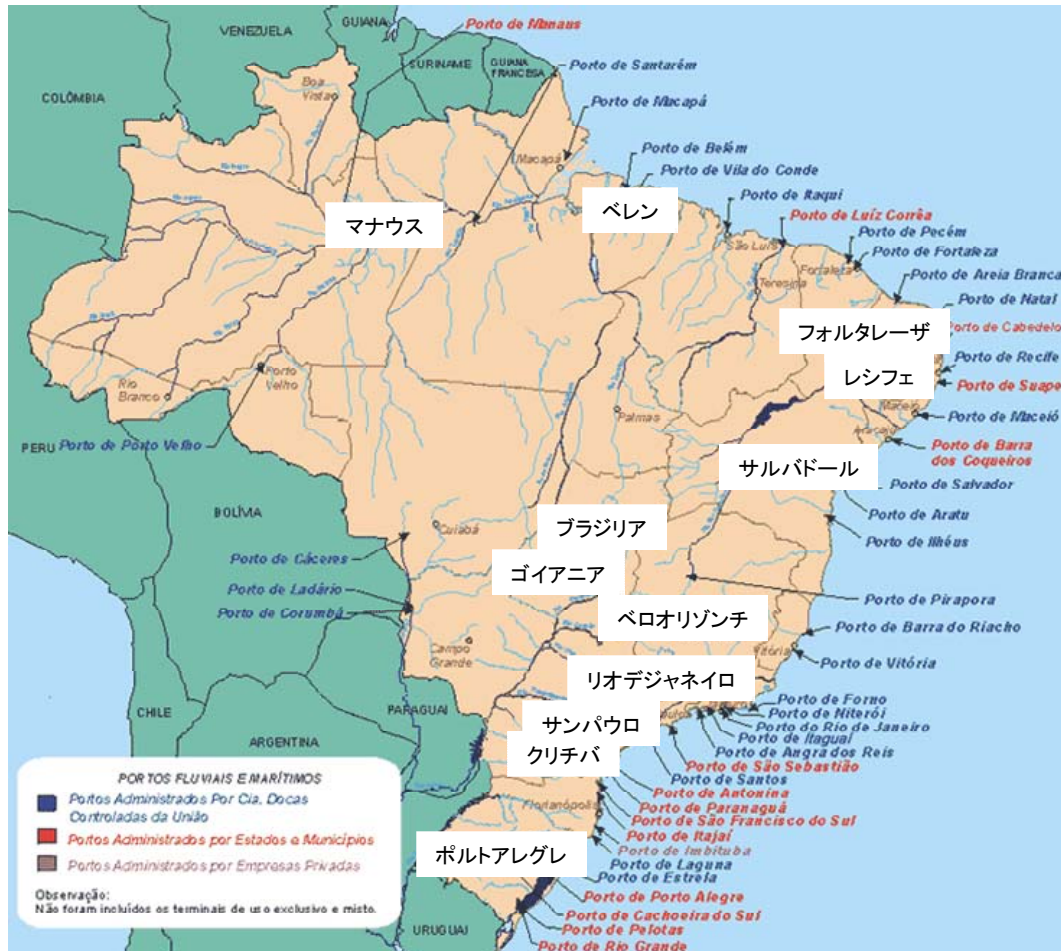 Porto de Manaus
VENEZUELA
GUIANA
SURINAME
GUIANA
FRANCESA
Porto de Santarém
COLÔMBIA
Boa
Vista
Porto de Macapá
Macapá
Porto de Belém
Porto de Vila do Conde
マナウス
ベレン
Porto de Itaqui
Porto de Luíz Corrêa
São Luís
Porto de Pecém
Porto de Fortaleza
Fortaleza
Teresina
Porto de Areia Branca
Porto de Natal
フォルタレーザ
Porto de Cabedelo
Porto de Recife
レシフェ
Porto de Suape
Porto
Velho
Rio
Branco
Palmas
Maceió
Porto de Maceió
Aracaju
PERU
Porto de Pôrto Velho
Porto de Barra
dos Coqueiros
サルバドール
Porto de Salvador
BOLÍVIA
Porto de Aratu
ブラジリア
Cuiabá
Porto de Ilhéus
Porto de Cáceres
ゴイアニア
Porto de Ladário
Porto de Corumbá
ベロオリゾンチ
Porto de Pirapora
Porto de Barra do Riacho
Campo
Grande
Vitória
Porto de Vitória
リオデジャネイロ
Porto de Forno
Porto de Niterói
Porto do Rio de Janeiro
Porto de Itaguaí
Porto de Angra dos Reis
Porto de São Sebastião
Porto de Santos
CHILE
PARAGUAI
ARGENTINA
サンパウロ
クリチバ
Porto de Antonina
Porto de Paranaguá
Porto de São Francisco do Sul
Florianópolis
Porto de Itajaí
Porto de Imbituba
ポルトアレグレ
Porto de Laguna
Porto de Estrela
Porto de Porto Alegre
Porto de Cachoeira do Sul
Porto de Pelotas
Porto de Rio Grande
URUGUAI
PORTOS FLUVIAIS E MARÍTIMOS
Portos Administrados Por Cia. Docas
Controladas da União
Portos Administrados por Estados e Municípios
Portos Administrados por Empresas Privadas
Observação:
Não foram incluídos os terminais de uso exclusivo e misto.